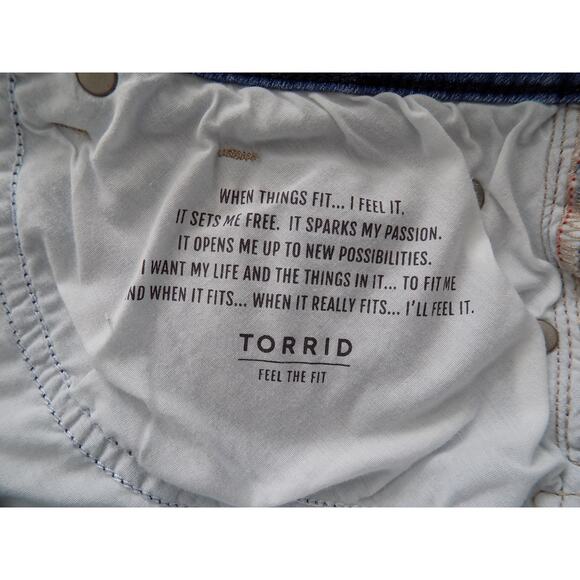 WHEN THINGS FIT... I FEEL IT.
IT SETS ME FREE. IT SPARKS MY PASSION.
IT OPENS ME UP TO NEW POSSIBILITIES.
I WANT MY LIFE AND THE THINGS IN IT... TO FIT ME
ND WHEN IT FITS... WHEN IT REALLY FITS... I'LL FEEL IT.
TORRID
FEEL THE FIT